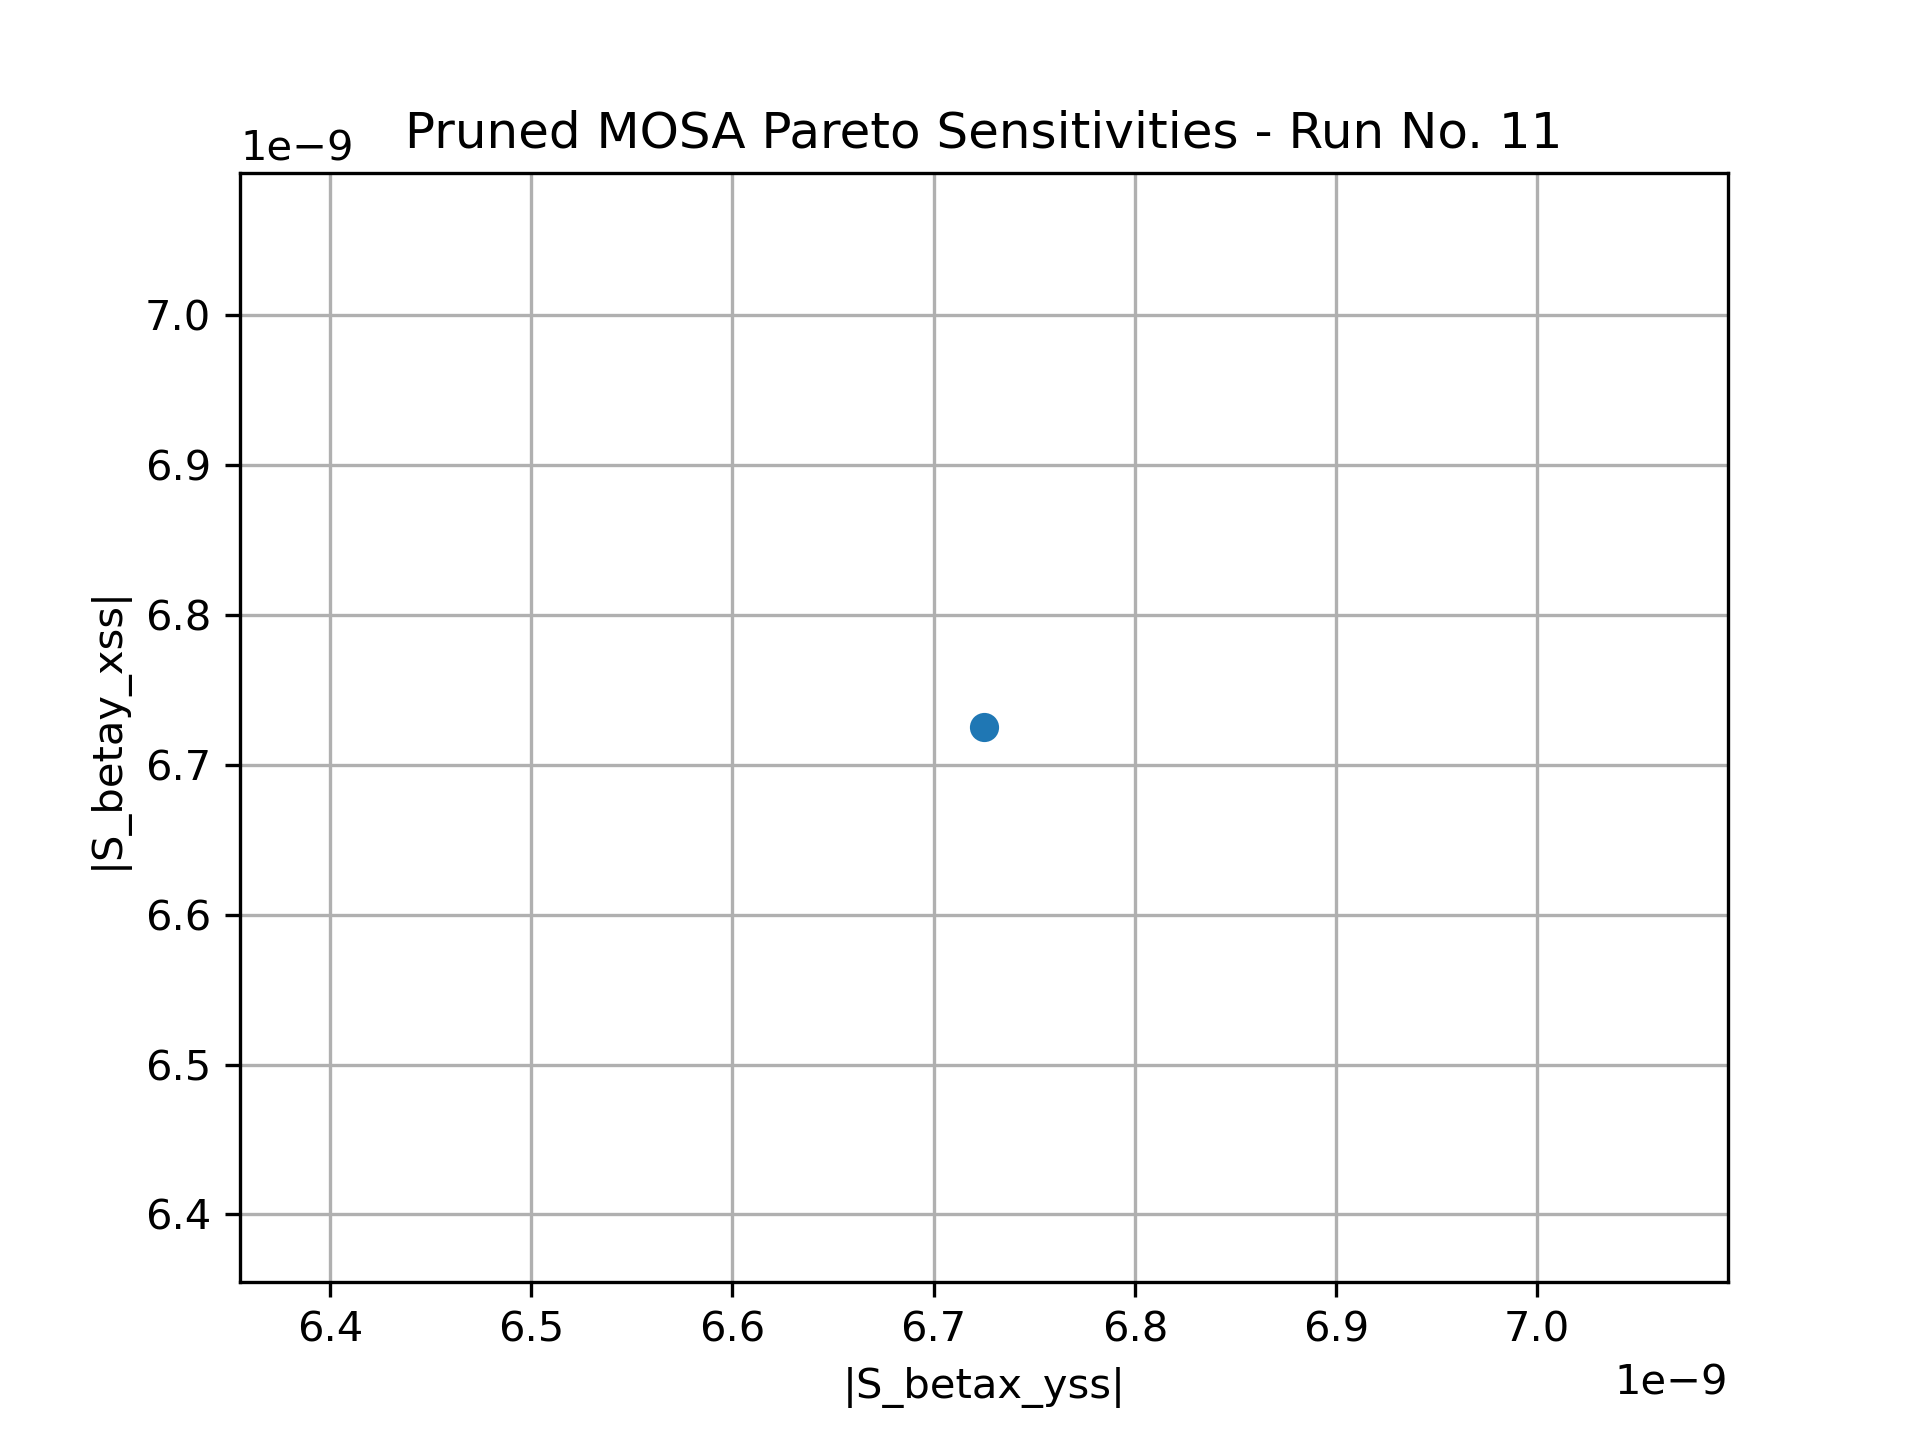 Pruned MOSA Pareto Sensitivities - Run No. 11
1e−9
7.0
6.9
6.8
6.7
6.6
6.5
6.4
|S_betay_xss|
6.4 6.5 6.6 6.7 6.8 6.9 7.0
|S_betax_yss|
1e−9